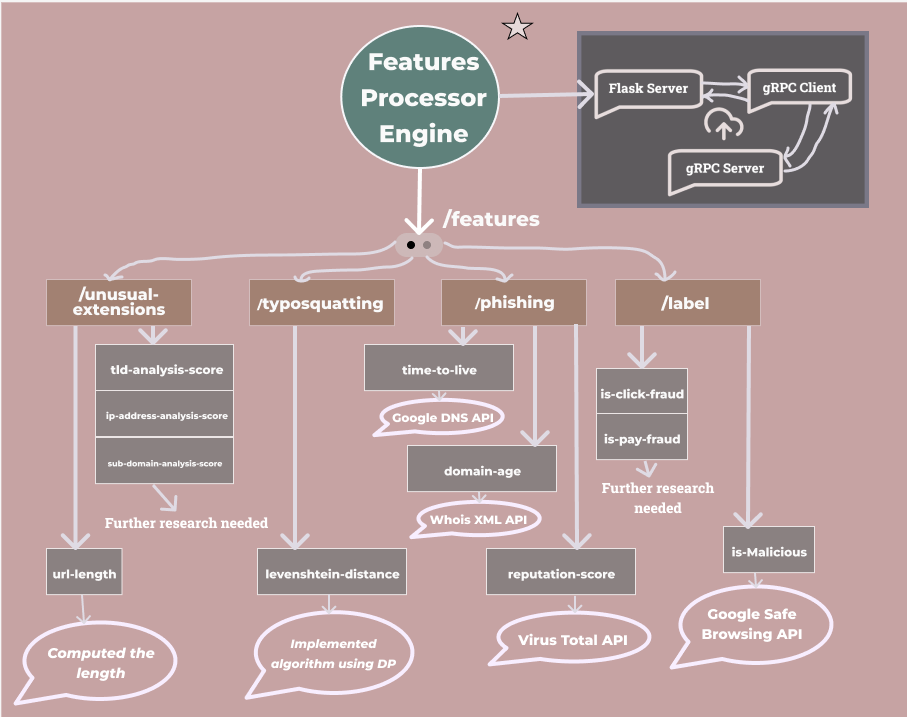 Features
Processor
Engine
Flask Server
gRPC Client
gRPC Server
/features
/unusual-
extensions
/typosquatting
/phishing
/label
tld-analysis-score
ip-address-analysis-score
sub-domain-analysis-score
Further research needed
time-to-live
Google DNS API
domain-age
Whois XML API
is-click-fraud
is-pay-fraud
Further research
needed
url-length
Computed the
length
levenshtein-distance
Implemented
algorithm using DP
reputation-score
Virus Total API
is-Malicious
Google Safe
Browsing API